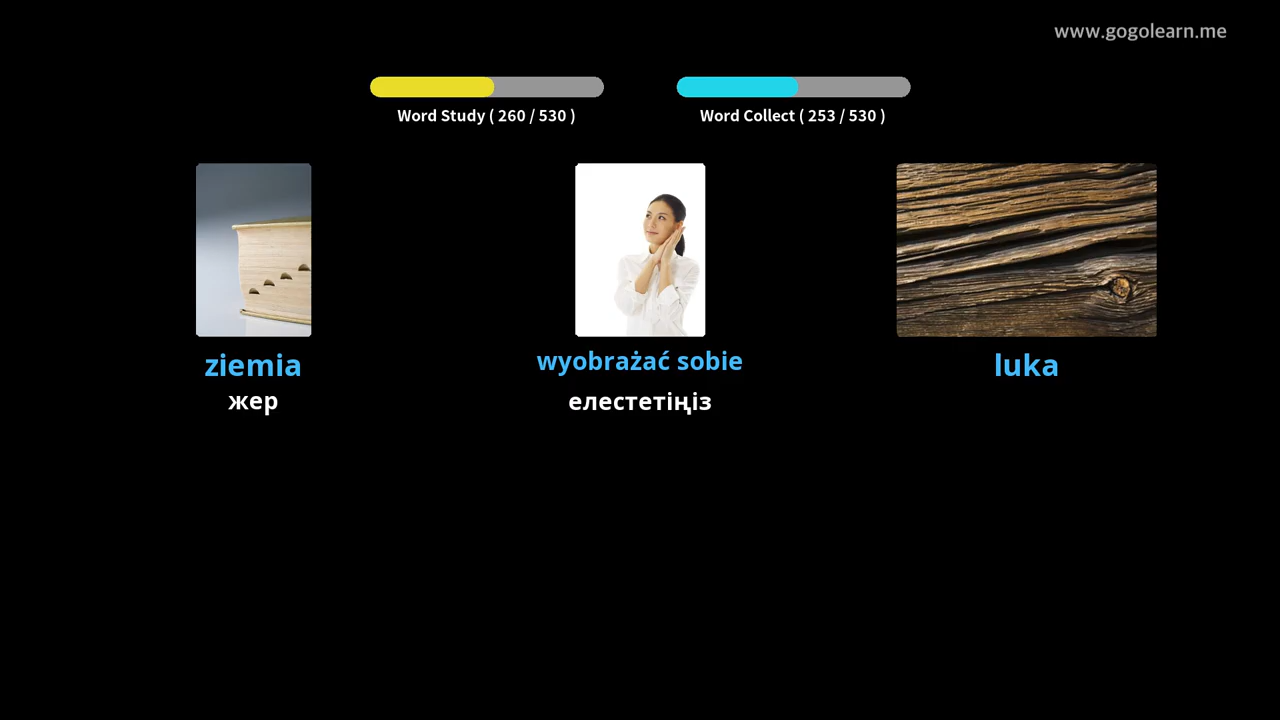 www.gogolearn.me
Word Study ( 260 / 530 )
Word Collect ( 253 / 530 )
ziemia
жер
wyobrażać sobie
елестетіңіз
luka